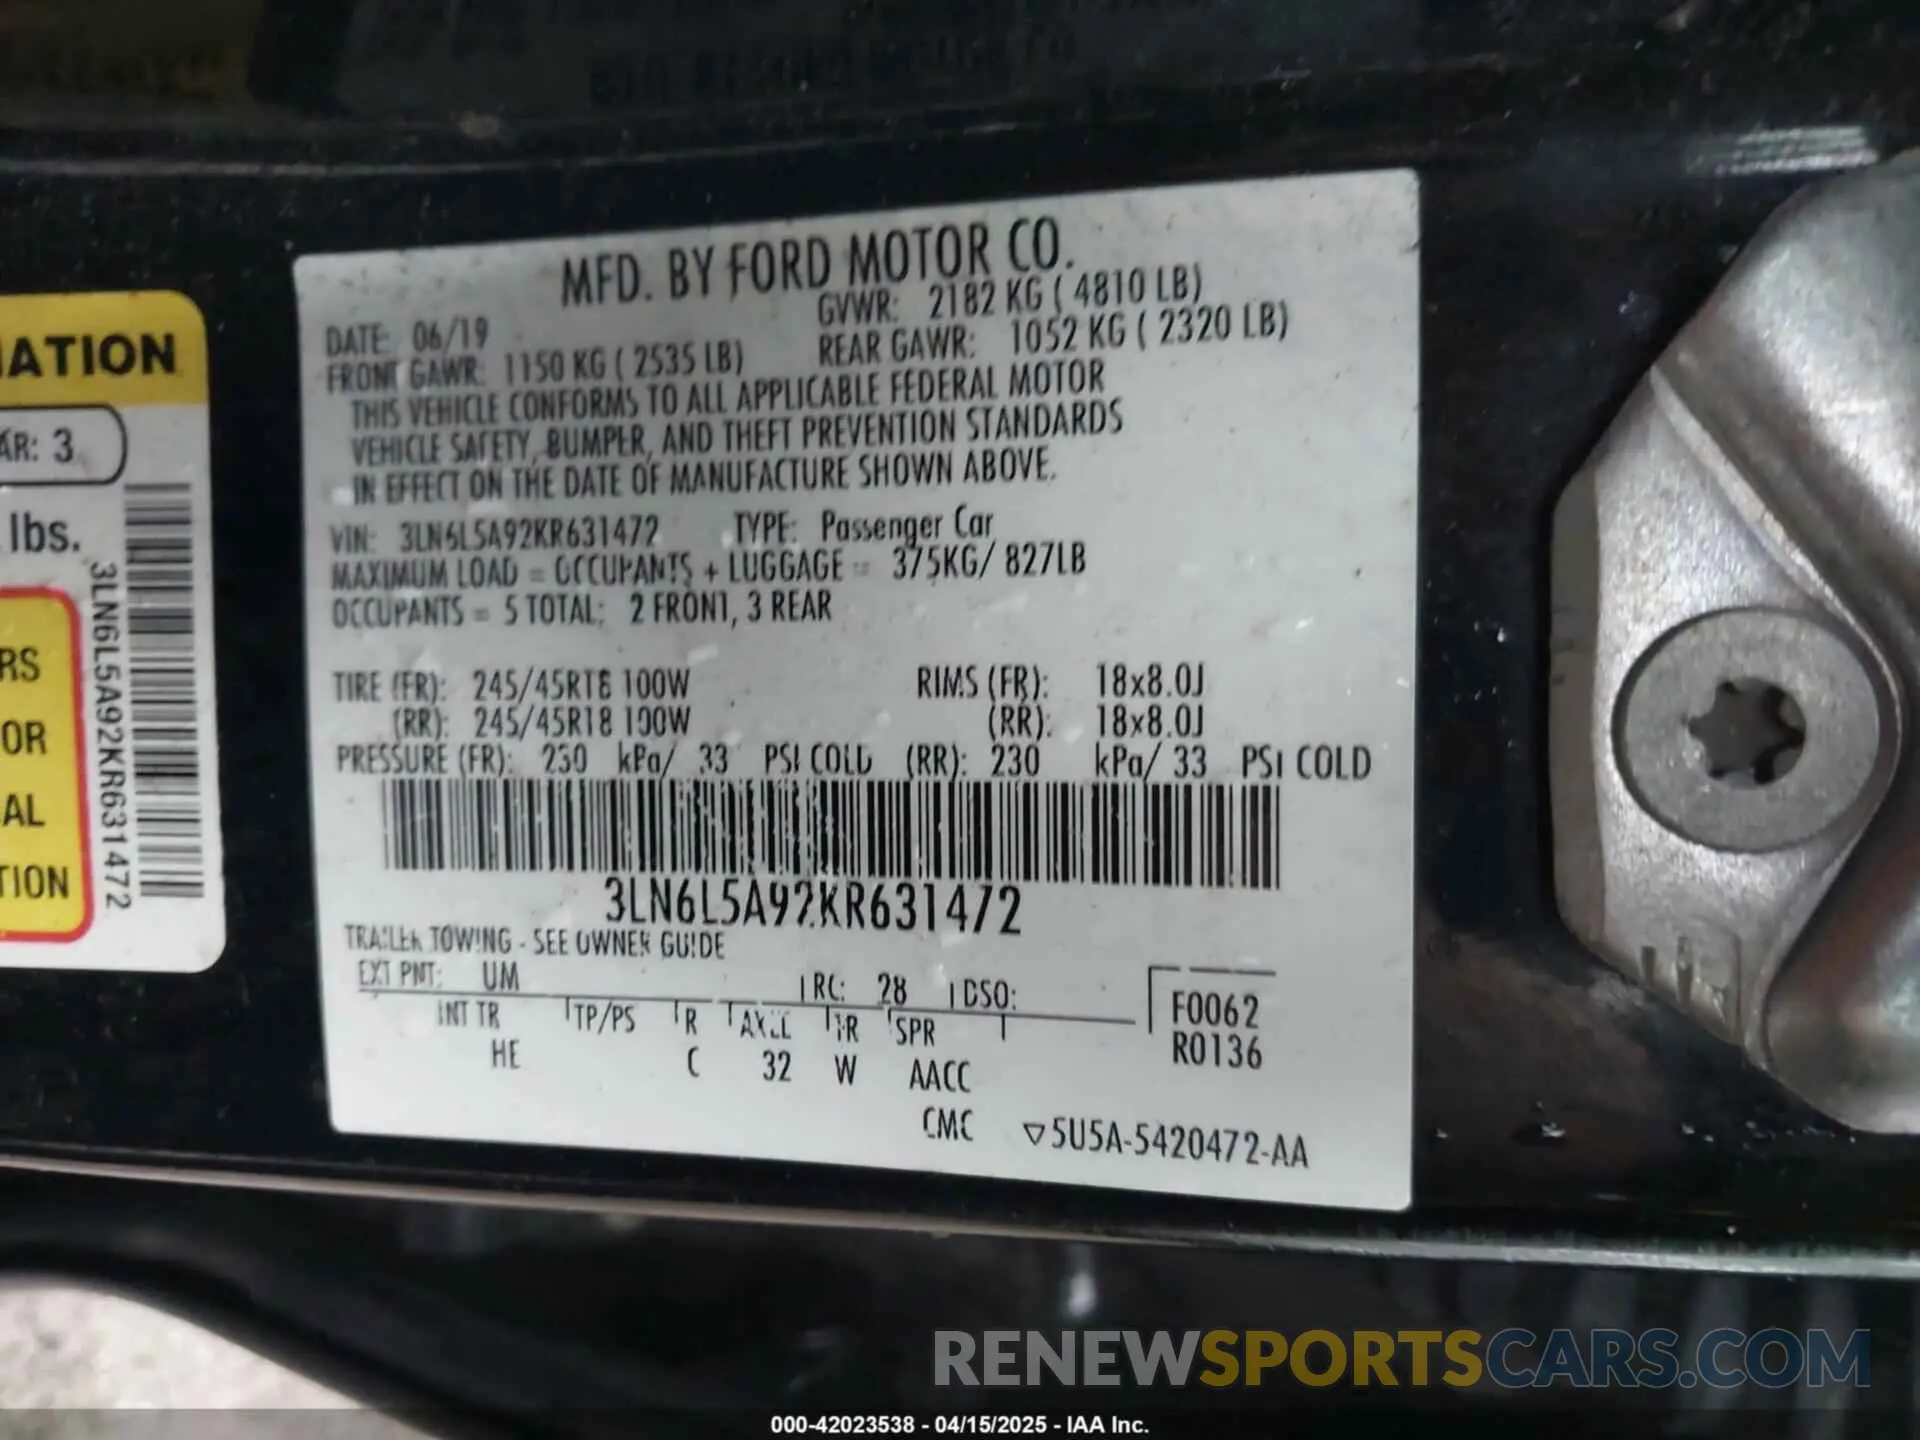 MFD. BY FORD MOTOR CO.
DATE: 06/19 GVWR: 2182 KG ( 4810 LB)
FRONT GAWR: 1150 KG ( 2535 LB) REAR GAWR: 1052 KG ( 2320 LB)
THIS VEHICLE CONFORMS TO ALL APPLICABLE FEDERAL MOTOR
VEHICLE SAFETY, BUMPER, AND THEFT PREVENTION STANDARDS
IN EFFECT ON THE DATE OF MANUFACTURE SHOWN ABOVE.
VIN: 3LN6L5A92KR631472 TYPE: Passenger Car
MAXIMUM LOAD = OCCUPANTS + LUGGAGE = 375KG/ 827LB
OCCUPANTS = 5 TOTAL: 2 FRONT, 3 REAR
TIRE (FR): 245/45R18 100W RIMS (FR): 18x8.0J
(RR): 245/45R18 100W (RR): 18x8.0J
PRESSURE (FR): 230 kPa/ 33 PSI COLD (RR): 230 kPa/ 33 PSI COLD
3LN6L5A92KR631472
TRAILER TOWING - SEE OWNER GUIDE
EXT PNT: UM RC: 28 DSO:
INT TR TP/PS R AXLE TR SPR F0062
HE C 32 W AACC R0136
CMC ▽5U5A-5420472-AA
MATION
AR: 3
lbs.
RS
OR
AL
TION
3LN6L5A92KR631472
RENEWSPORTSCARS.COM
000-42023538 - 04/15/2025 - IAA Inc.